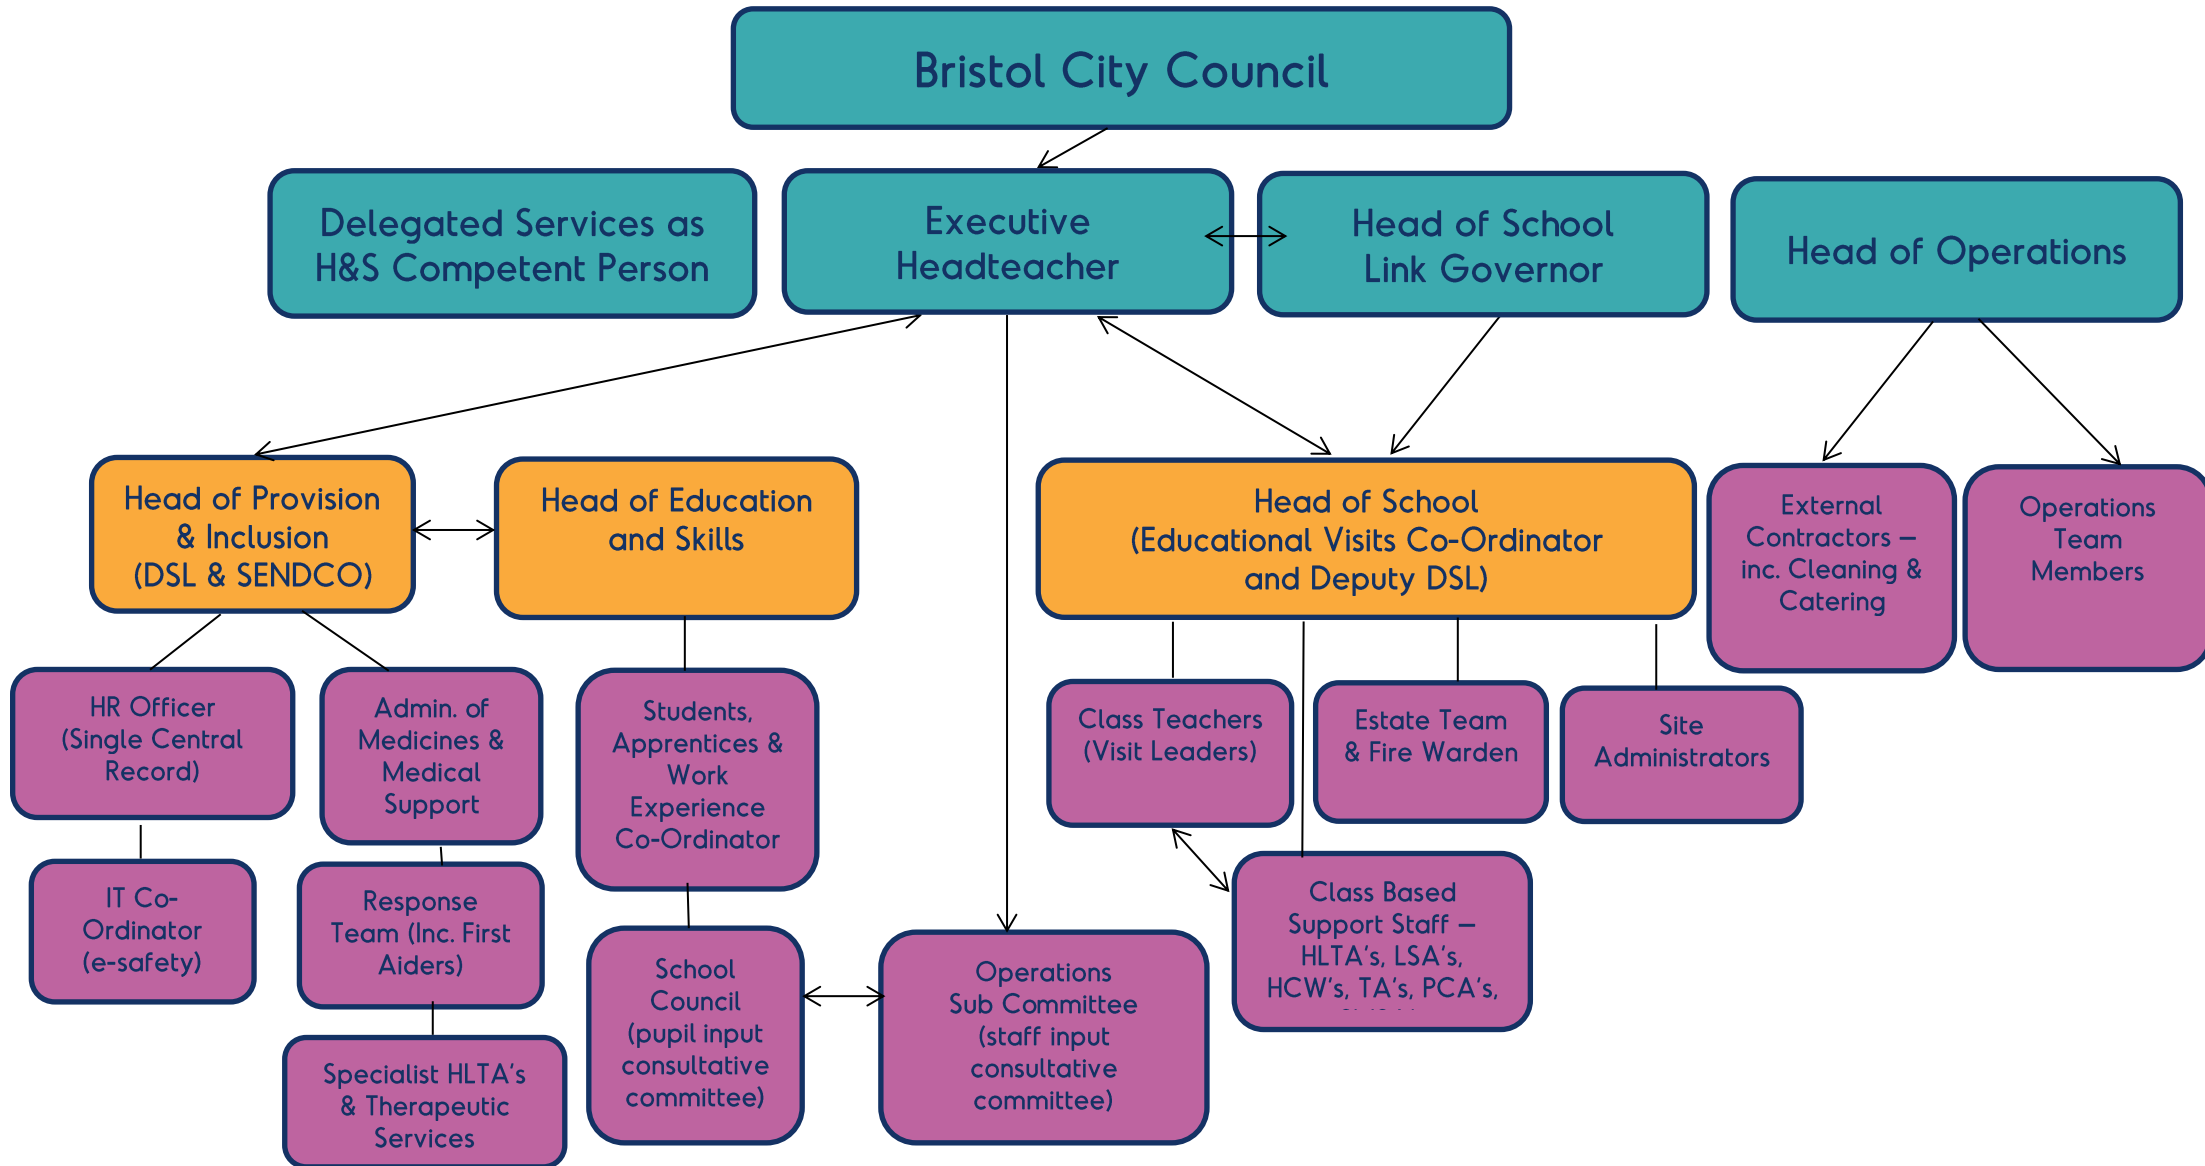 Bristol City Council
Delegated Services as
H&S Competent Person
Executive
Headteacher
Head of School
Link Governor
Head of Operations
Head of Provision
& Inclusion
(DSL & SENDCO)
Head of Education
and Skills
Head of School
(Educational Visits Co-Ordinator
and Deputy DSL)
External
Contractors –
inc. Cleaning &
Catering
Operations
Team
Members
HR Officer
(Single Central
Record)
Admin. of
Medicines &
Medical
Support
Students,
Apprentices &
Work
Experience
Co-Ordinator
Class Teachers
(Visit Leaders)
Estate Team
& Fire Warden
Site
Administrators
IT Co-
Ordinator
(e-safety)
Response
Team (Inc. First
Aiders)
School
Council
(pupil input
consultative
committee)
Operations
Sub Committee
(staff input
consultative
committee)
Class Based
Support Staff –
HLTA's, LSA's,
HCW's, TA's, PCA's,
Specialist HLTA's
& Therapeutic
Services